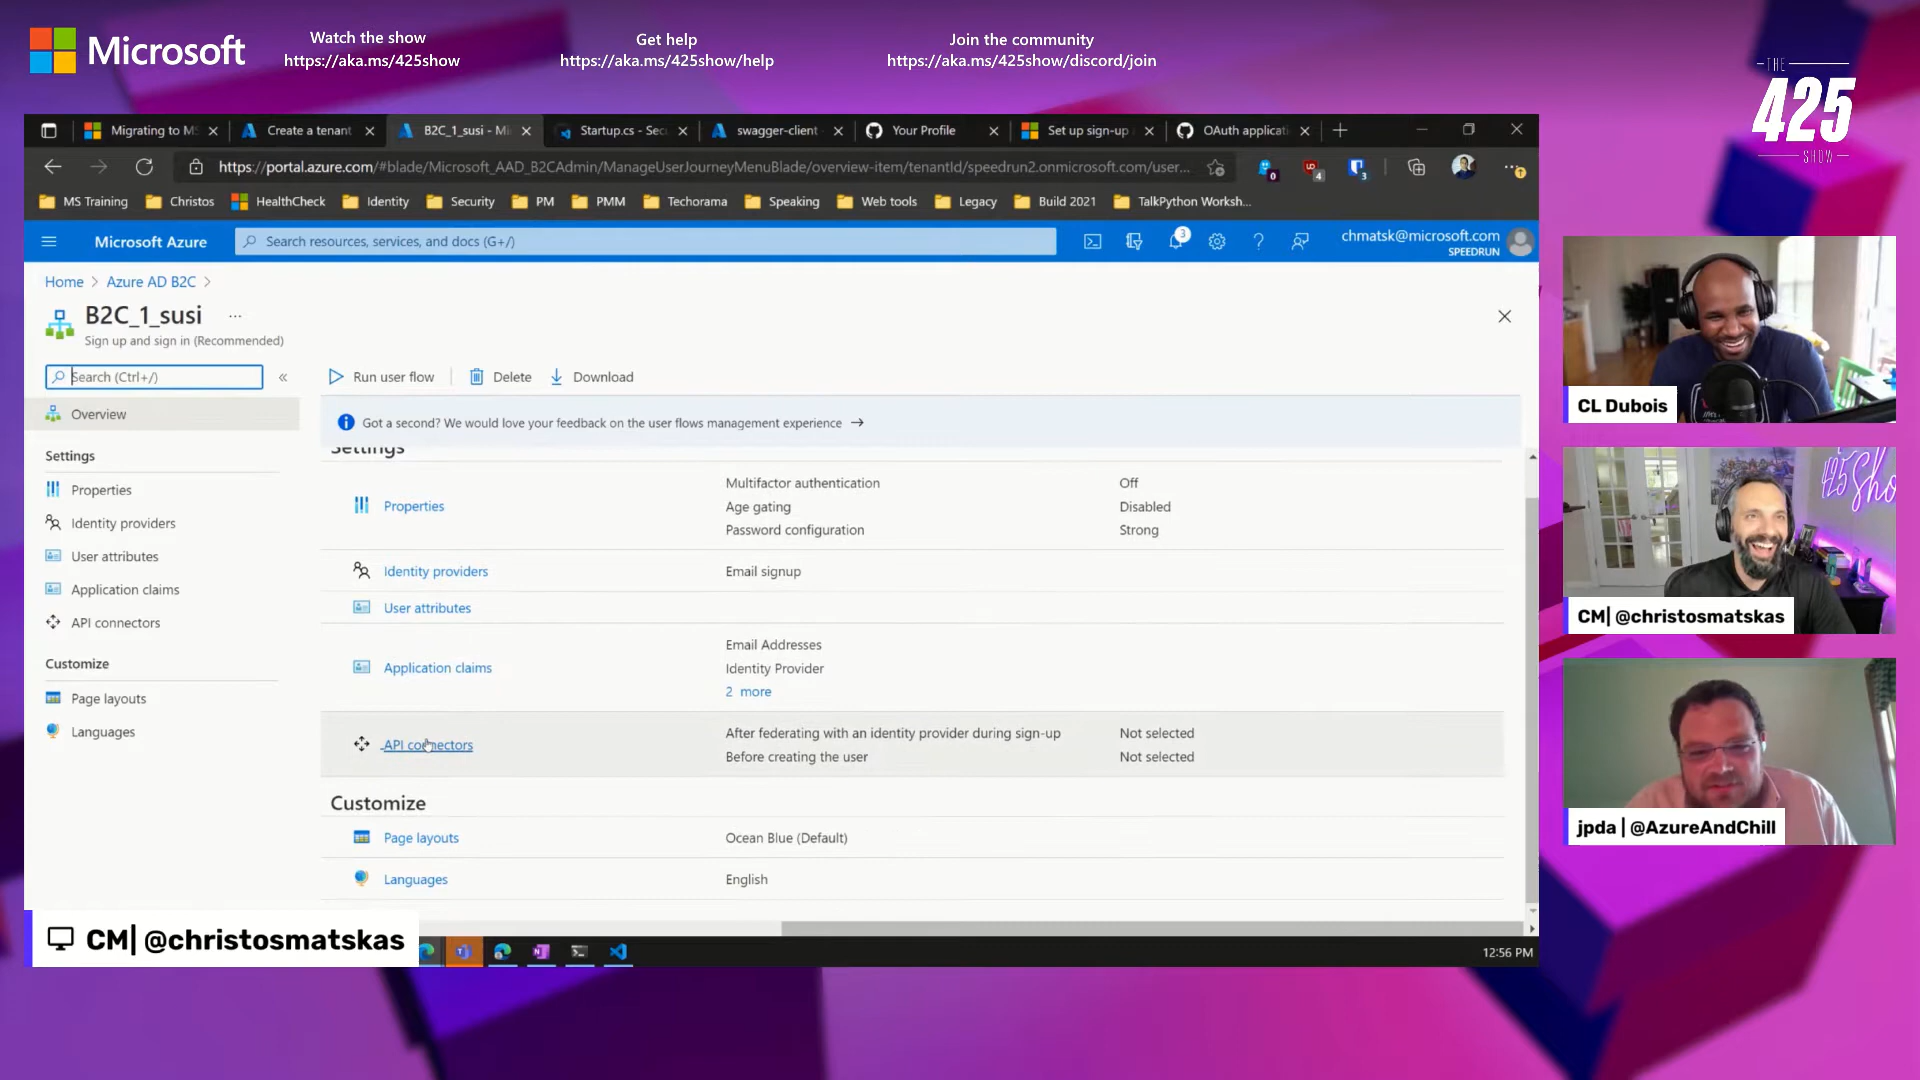 Microsoft
Watch the show
https://aka.ms/425show
Get help
https://aka.ms/425show/help
Join the community
https://aka.ms/425show/discord/join
THE
425
SHOW
Migrating to MS
Create a tenant
B2C_1_susi - Mi
Startup.cs - Sec
swagger-client
Your Profile
Set up sign-up
OAuth applicati
https://portal.azure.com/#blade/Microsoft_AAD_B2CAdmin/ManageUserJourneyMenuBlade/overview-item/tenantId/speedrun2.onmicrosoft.com/user...
0
4
3
MS Training
Christos
HealthCheck
Identity
Security
PM
PMM
Techorama
Speaking
Web tools
Legacy
Build 2021
TalkPython Worksh...
Microsoft Azure
Search resources, services, and docs (G+/)
3
chmatsk@microsoft.com
SPEEDRUN
Home > Azure AD B2C >
B2C_1_susi ...
Sign up and sign in (Recommended)
Search (Ctrl+/)
«
Run user flow
Delete
Download
Overview
Got a second? We would love your feedback on the user flows management experience →
Settings
Properties
Identity providers
User attributes
Application claims
API connectors
Customize
Page layouts
Languages
Settings
Properties
Multifactor authentication Off
Age gating Disabled
Password configuration Strong
Identity providers Email signup
User attributes
Application claims
Email Addresses
Identity Provider
2 more
API connectors
After federating with an identity provider during sign-up Not selected
Before creating the user Not selected
Customize
Page layouts Ocean Blue (Default)
Languages English
CM| @christosmatskas
12:56 PM
CL Dubois
425Sho
CM| @christosmatskas
jpda | @AzureAndChill